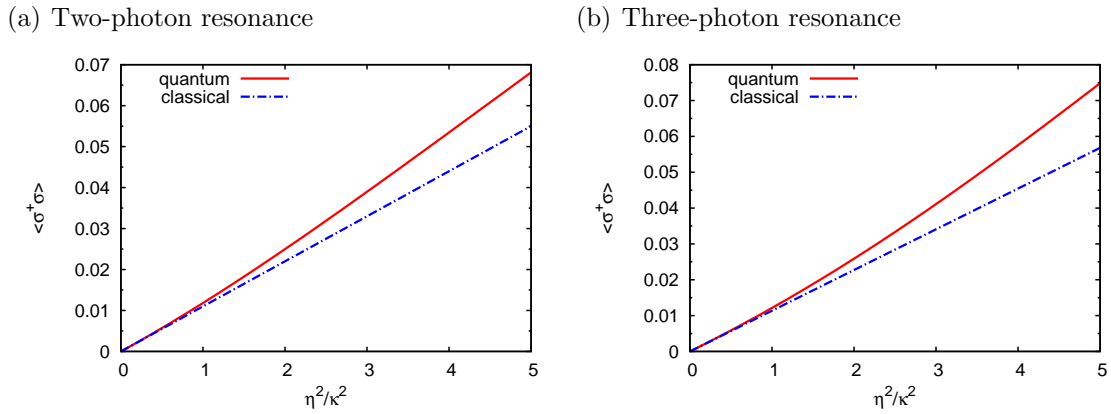 (a) Two-photon resonance
0.07
0.06
0.05
0.04
0.03
0.02
0.01
0
<σ⁺σ>
quantum
classical
0 1 2 3 4 5
η²/κ²
(b) Three-photon resonance
0.08
0.07
0.06
0.05
0.04
0.03
0.02
0.01
0
<σ⁺σ>
quantum
classical
0 1 2 3 4 5
η²/κ²